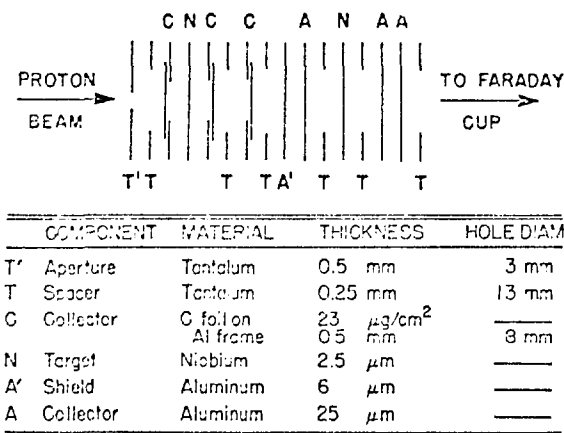 C N C C A N A A
PROTON BEAM
TO FARADAY CUP
T' T T T A' T T T
COMPONENT MATERIAL THICKNESS HOLE DIAM
T' Aperture Tantalum 0.5 mm 3 mm
T Spacer Tantalum 0.25 mm 13 mm
C Collector C foil on 23 μg/cm²
Al frame 0.5 mm 8 mm
N Target Niobium 2.5 μm
A' Shield Aluminum 6 μm
A Collector Aluminum 25 μm